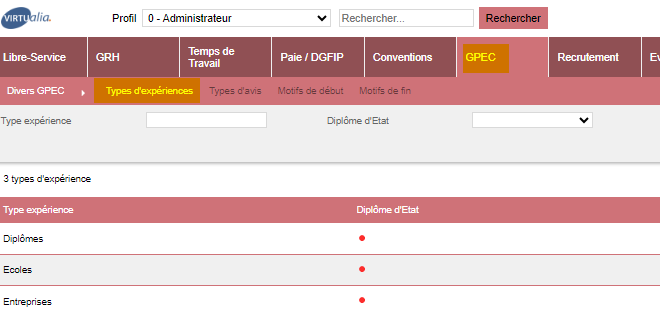 VIRTUalia. Profil 0 - Administrateur Rechercher... Rechercher
Libre-Service GRH Temps de Travail Paie / DGFIP Conventions GPEC Recrutement Ev
Divers GPEC Types d'expériences Types d'avis Motifs de début Motifs de fin
Type expérience Diplôme d'Etat
3 types d'expérience
Type expérience Diplôme d'Etat
Diplômes
Ecoles
Entreprises